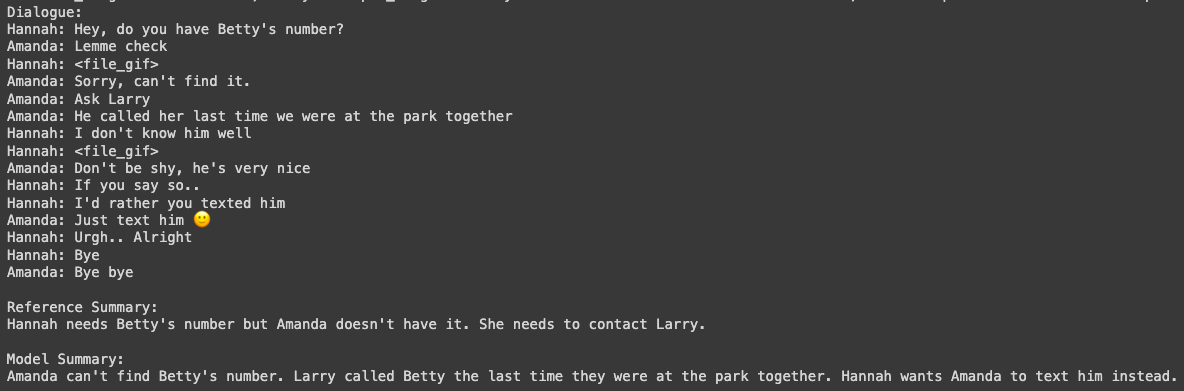 Dialogue:
Hannah: Hey, do you have Betty's number?
Amanda: Lemme check
Hannah: <file_gif>
Amanda: Sorry, can't find it.
Amanda: Ask Larry
Amanda: He called her last time we were at the park together
Hannah: I don't know him well
Hannah: <file_gif>
Amanda: Don't be shy, he's very nice
Hannah: If you say so..
Hannah: I'd rather you texted him
Amanda: Just text him 🙂
Hannah: Urgh.. Alright
Hannah: Bye
Amanda: Bye bye

Reference Summary:
Hannah needs Betty's number but Amanda doesn't have it. She needs to contact Larry.

Model Summary:
Amanda can't find Betty's number. Larry called Betty the last time they were at the park together. Hannah wants Amanda to text him instead.